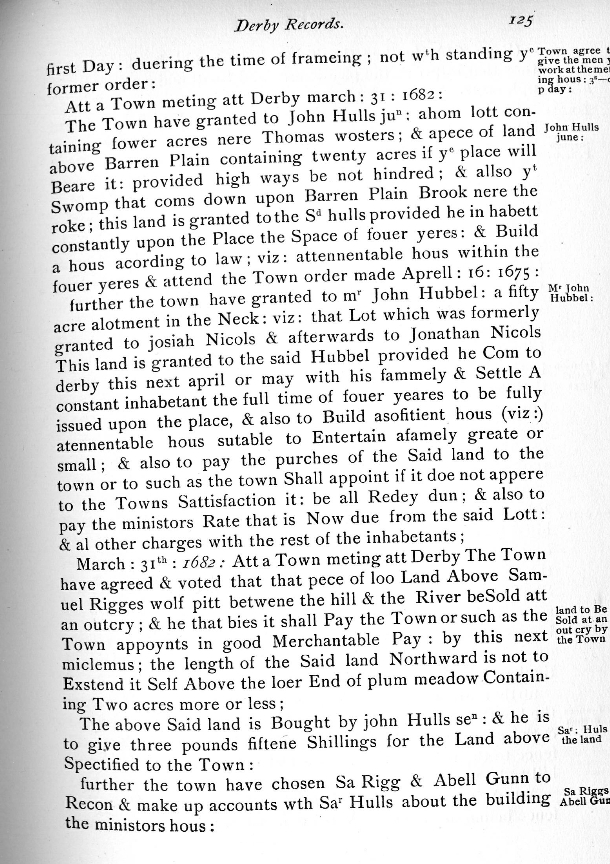 Derby Records. 125
first Day: duering the time of frameing; not wth standing ye
former order:
Town agree
give the men
work at the
ing hous: 3s
p day:
Att a Town meting att Derby march: 31: 1682:
The Town have granted to John Hulls jun: ahom lott con-
taining fower acres nere Thomas wosters; & apece of land
John Hulls
june:
above Barren Plain containing twenty acres if ye place will
Beare it: provided high ways be not hindred; & allso yt
Swomp that coms down upon Barren Plain Brook nere the
roke; this land is granted to the Sd hulls provided he in habett
constantly upon the Place the Space of fouer yeres: & Build
a hous acording to law; viz: attennentable hous within the
fouer yeres & attend the Town order made Aprell: 16: 1675:
further the town have granted to mr John Hubbel: a fifty
Mr John
Hubbel:
acre alotment in the Neck: viz: that Lot which was formerly
granted to josiah Nicols & afterwards to Jonathan Nicols
This land is granted to the said Hubbel provided he Com to
derby this next april or may with his fammely & Settle A
constant inhabetant the full time of fouer yeares to be fully
issued upon the place, & also to Build asofitient hous (viz:)
atennentable hous sutable to Entertain afamely greate or
small; & also to pay the purches of the Said land to the
town or to such as the town Shall appoint if it doe not appere
to the Towns Sattisfaction it: be all Redey dun; & also to
pay the ministors Rate that is Now due from the said Lott:
& al other charges with the rest of the inhabetants;
March: 31th: 1682: Att a Town meting att Derby The Town
have agreed & voted that that pece of loo Land Above Sam-
uel Rigges wolf pitt betwene the hill & the River beSold att
an outcry; & he that bies it shall Pay the Town or such as the
Town appoynts in good Merchantable Pay: by this next
land to Be
Sold at an
out cry by
the Town
miclemus; the length of the Said land Northward is not to
Exstend it Self Above the loer End of plum meadow Contain-
ing Two acres more or less;
The above Said land is Bought by john Hulls sen: & he is
to give three pounds fiftene Shillings for the Land above
Sar: Huls
the land
Spectified to the Town:
further the town have chosen Sa Rigg & Abell Gunn to
Recon & make up accounts wth Sar Hulls about the building
Sa Riggs
Abell
the ministors hous: